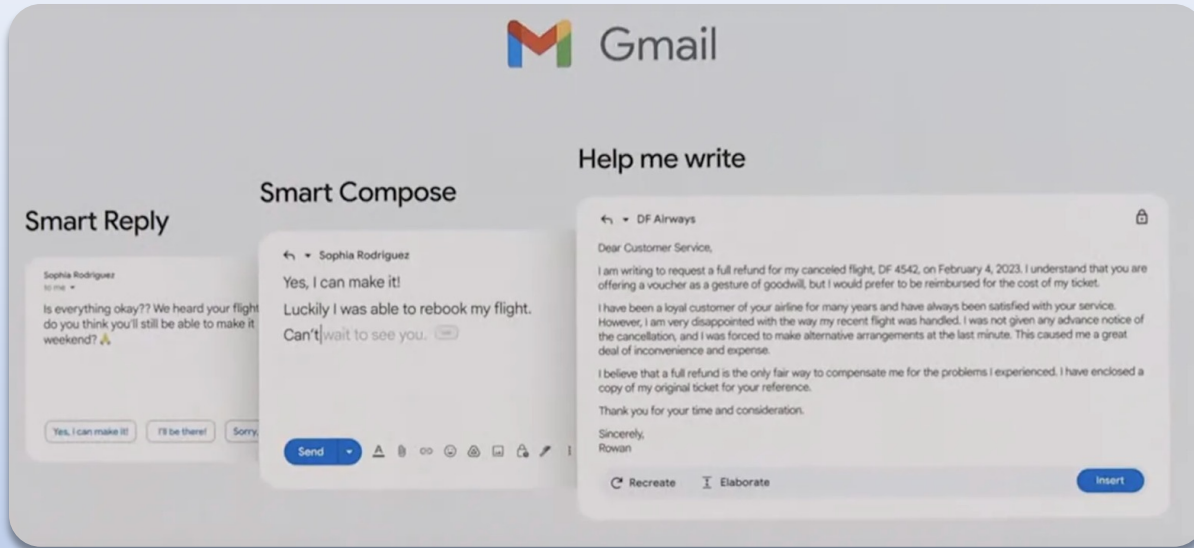 Gmail
Smart Reply
Sophia Rodriguez
to me
Is everything okay?? We heard your flight
do you think you'll still be able to make it
weekend? 🙏
Yes, I can make it!
I'll be there!
Sorry,
Smart Compose
Sophia Rodriguez
Yes, I can make it!
Luckily I was able to rebook my flight.
Can't wait to see you.
Send
Help me write
DF Airways
Dear Customer Service,
I am writing to request a full refund for my canceled flight, DF 4542, on February 4, 2023. I understand that you are
offering a voucher as a gesture of goodwill, but I would prefer to be reimbursed for the cost of my ticket.
I have been a loyal customer of your airline for many years and have always been satisfied with your service.
However, I am very disappointed with the way my recent flight was handled. I was not given any advance notice of
the cancellation, and I was forced to make alternative arrangements at the last minute. This caused me a great
deal of inconvenience and expense.
I believe that a full refund is the only fair way to compensate me for the problems I experienced. I have enclosed a
copy of my original ticket for your reference.
Thank you for your time and consideration.
Sincerely,
Rowan
Recreate
Elaborate
Insert